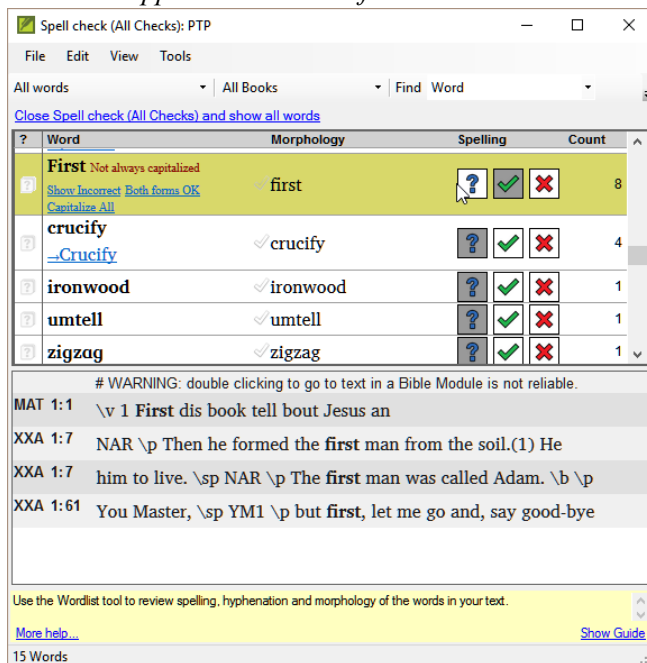 Spell check (All Checks): PTP
File Edit View Tools
All words All Books Find Word
Close Spell check (All Checks) and show all words
? Word Morphology Spelling Count
First Not always capitalized
Show Incorrect Both forms OK
Capitalize All
first 8
crucify
→Crucify
crucify 4
ironwood ironwood 1
umtell umtell 1
zigzag zigzag 1
# WARNING: double clicking to go to text in a Bible Module is not reliable.
MAT 1:1 \v 1 First dis book tell bout Jesus an
XXA 1:7 NAR \p Then he formed the first man from the soil.(1) He
XXA 1:7 him to live. \sp NAR \p The first man was called Adam. \b \p
XXA 1:61 You Master, \sp YM1 \p but first, let me go and, say good-bye
Use the Wordlist tool to review spelling, hyphenation and morphology of the words in your text.
More help... Show Guide
15 Words